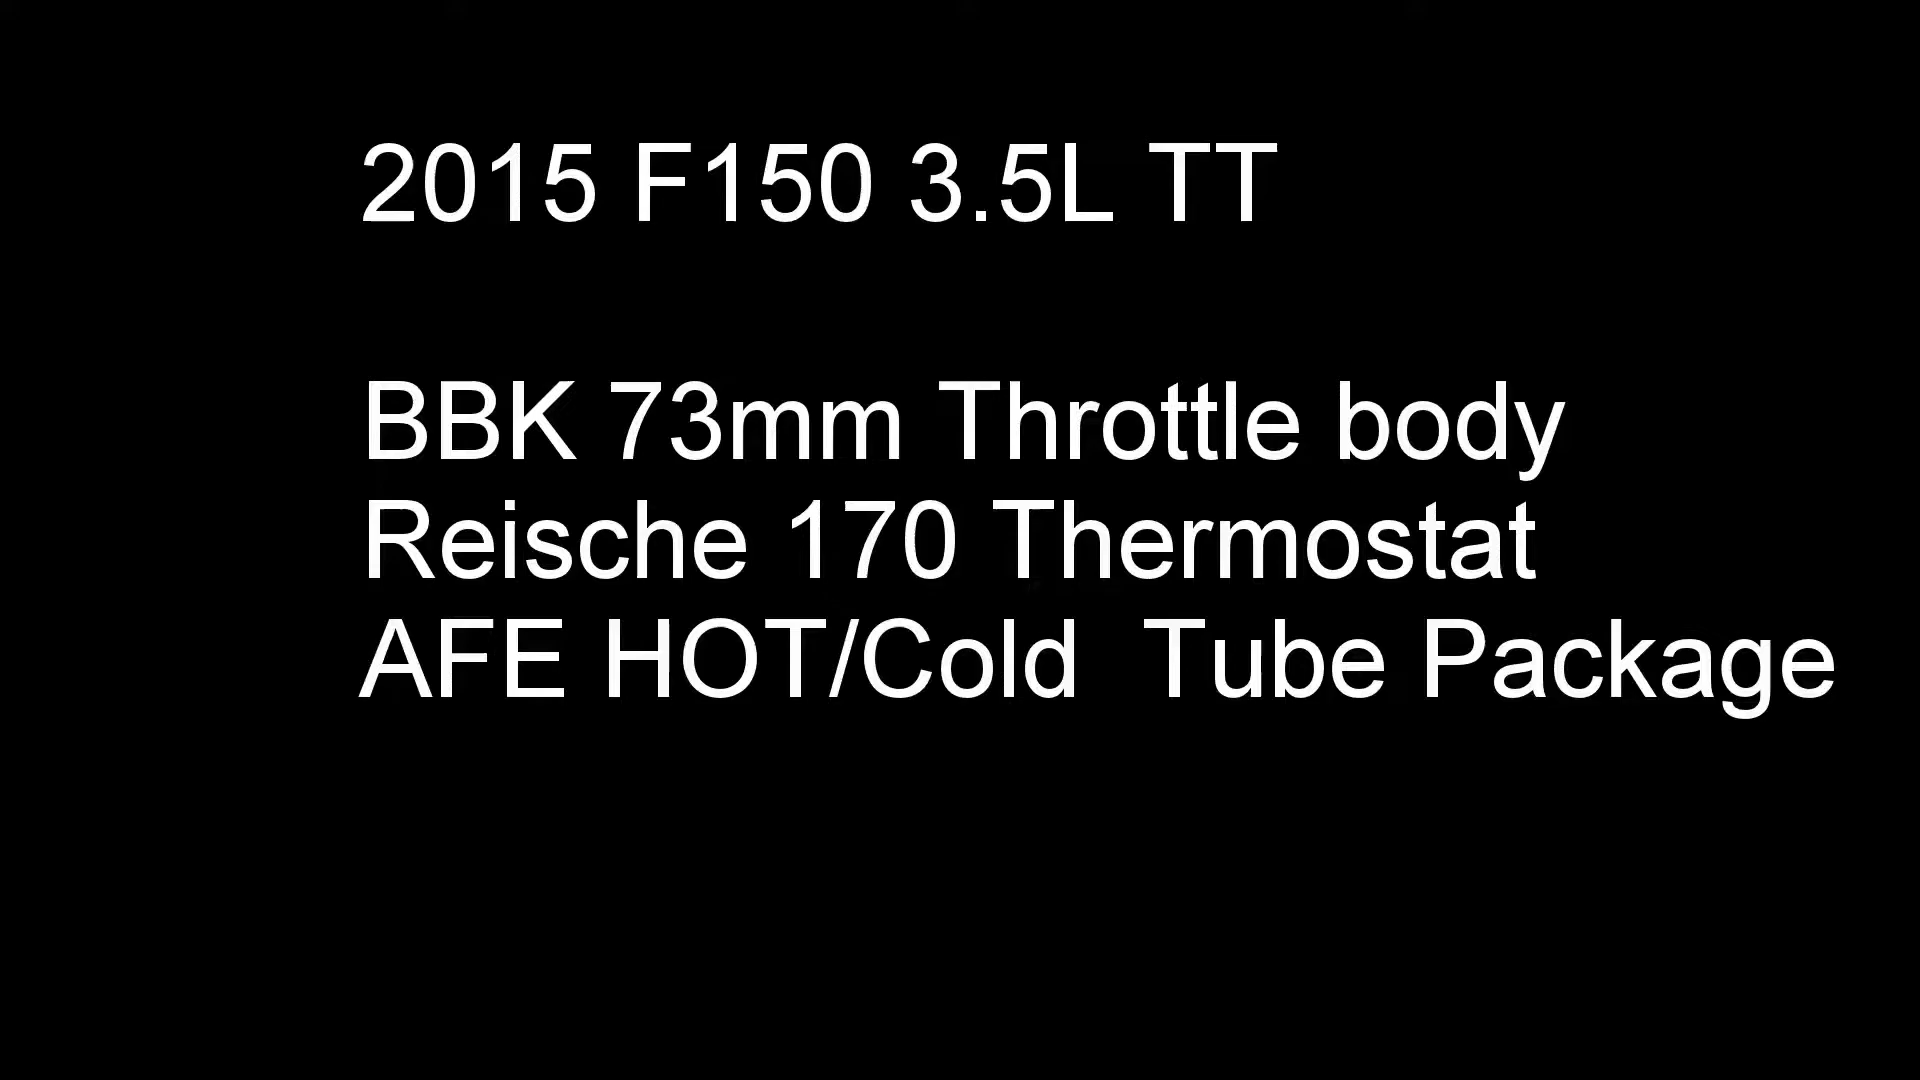 2015 F150 3.5L TT
BBK 73mm Throttle body
Reische 170 Thermostat
AFE HOT/Cold  Tube Package